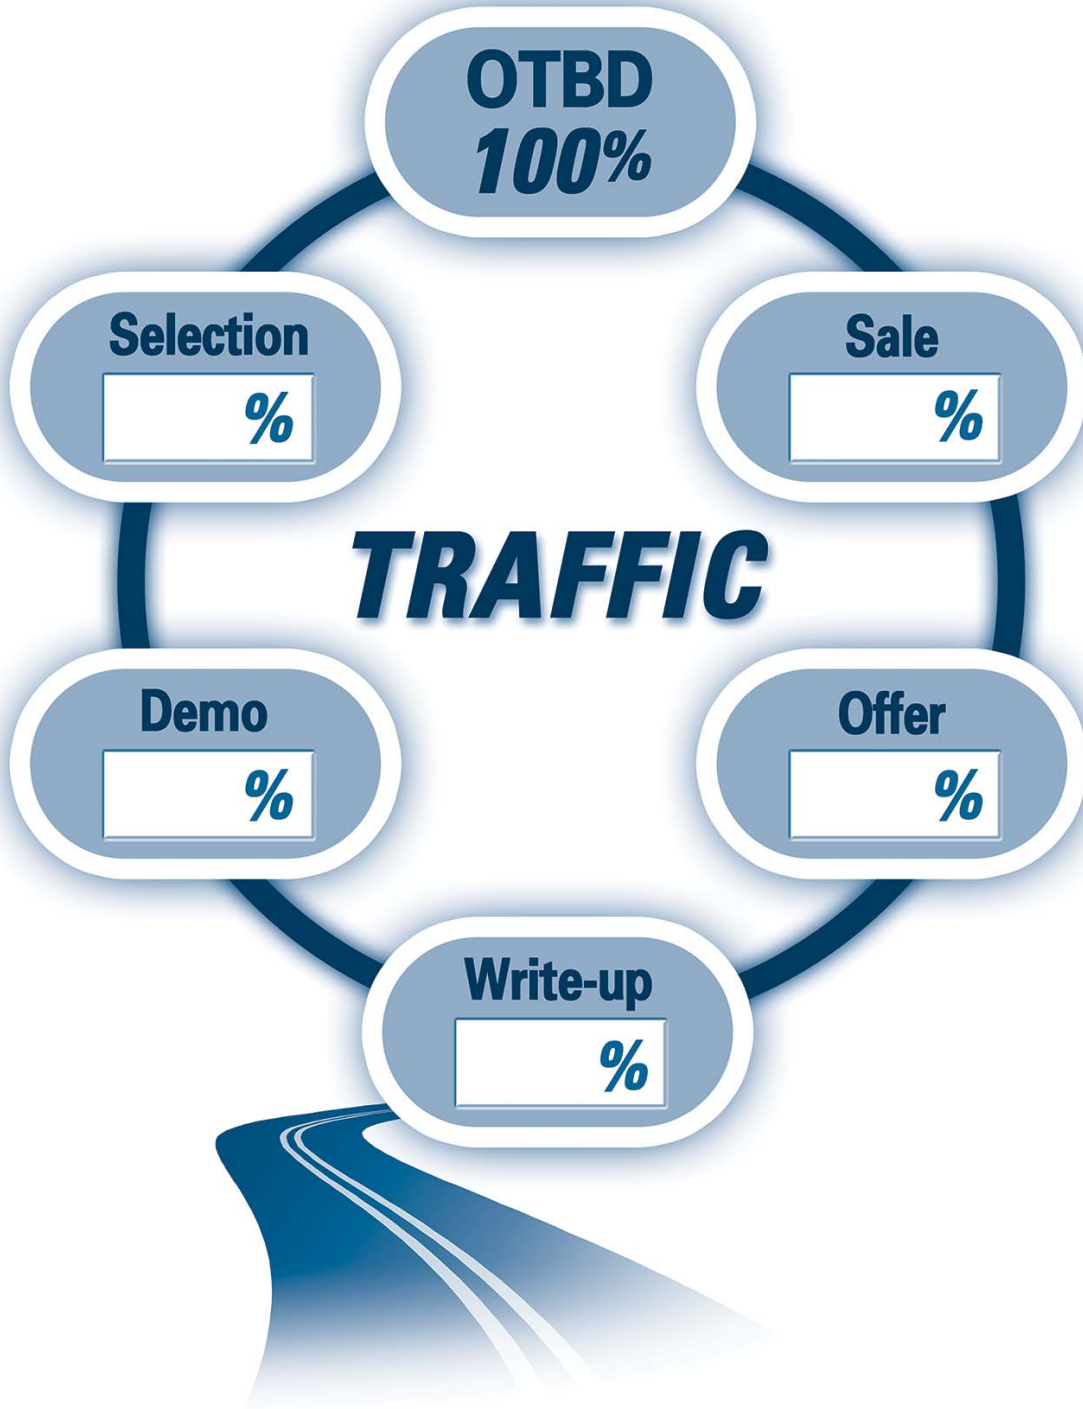 OTBD
100%
Selection
%
Sale
%
TRAFFIC
Demo
%
Offer
%
Write-up
%